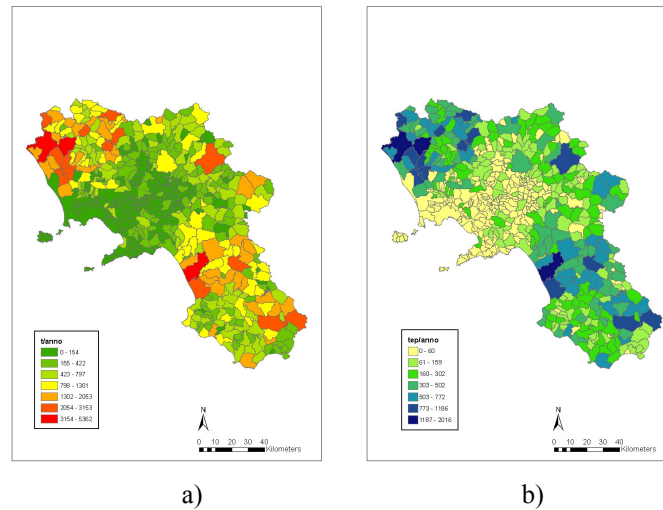 t/anno
0 - 154
155 - 422
423 - 797
798 - 1301
1302 - 2053
2054 - 3153
3154 - 5362
N
0 10 20 30 40
Kilometers
a)
tep/anno
0 - 60
61 - 159
160 - 302
303 - 502
503 - 772
773 - 1186
1187 - 2016
N
0 10 20 30 40
Kilometers
b)